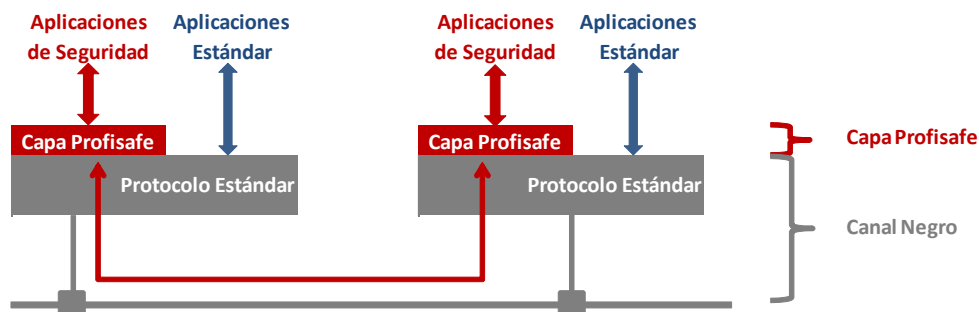 Aplicaciones
de Seguridad
Aplicaciones
Estándar
Aplicaciones
de Seguridad
Aplicaciones
Estándar
Capa Profisafe
Capa Profisafe
Capa Profisafe
Protocolo Estándar
Protocolo Estándar
Canal Negro